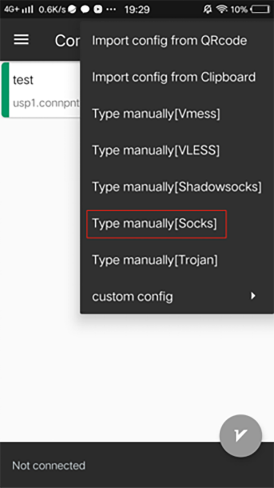 4G+ 0.6K/s ... 19:29 10%
Con
Import config from QRcode
Import config from Clipboard
test
usp1.connpnt
Type manually[Vmess]
Type manually[VLESS]
Type manually[Shadowsocks]
Type manually[Socks]
Type manually[Trojan]
custom config
Not connected